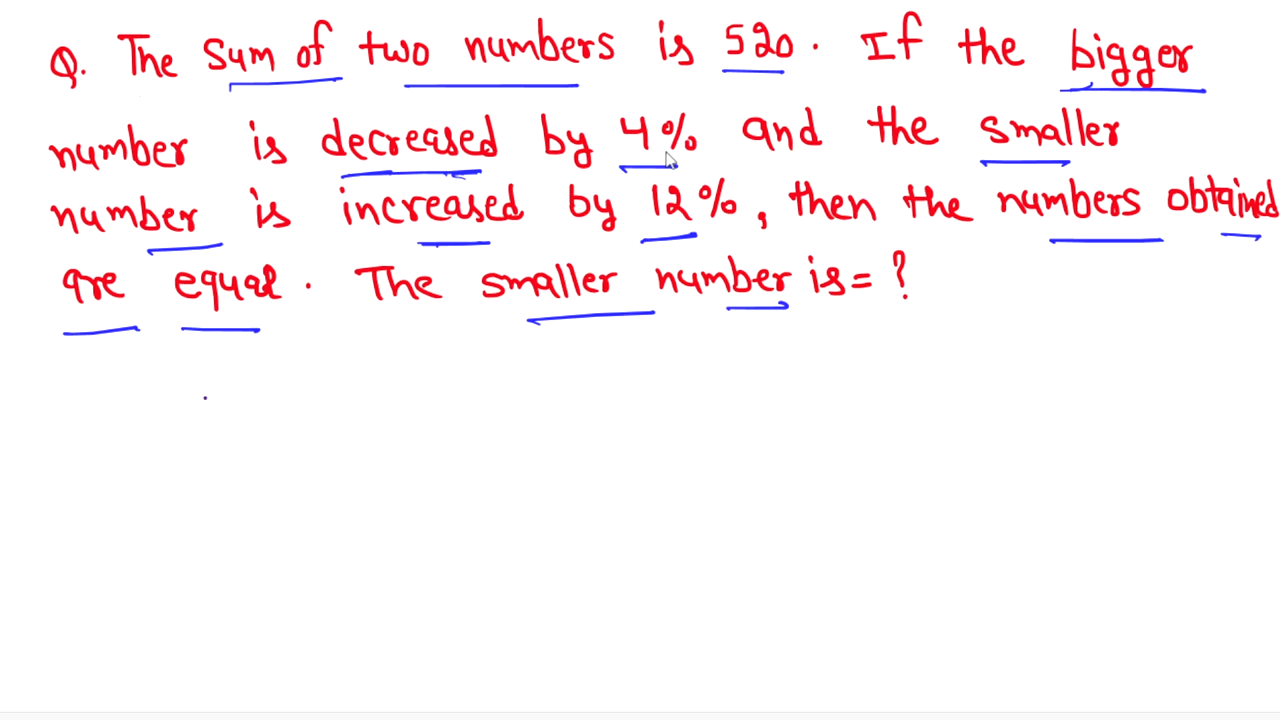 Q. The Sum of two numbers is 520. If the bigger
number is decreased by 4% and the smaller
number is increased by 12%, then the numbers obtained
are equal. The smaller number is = ?